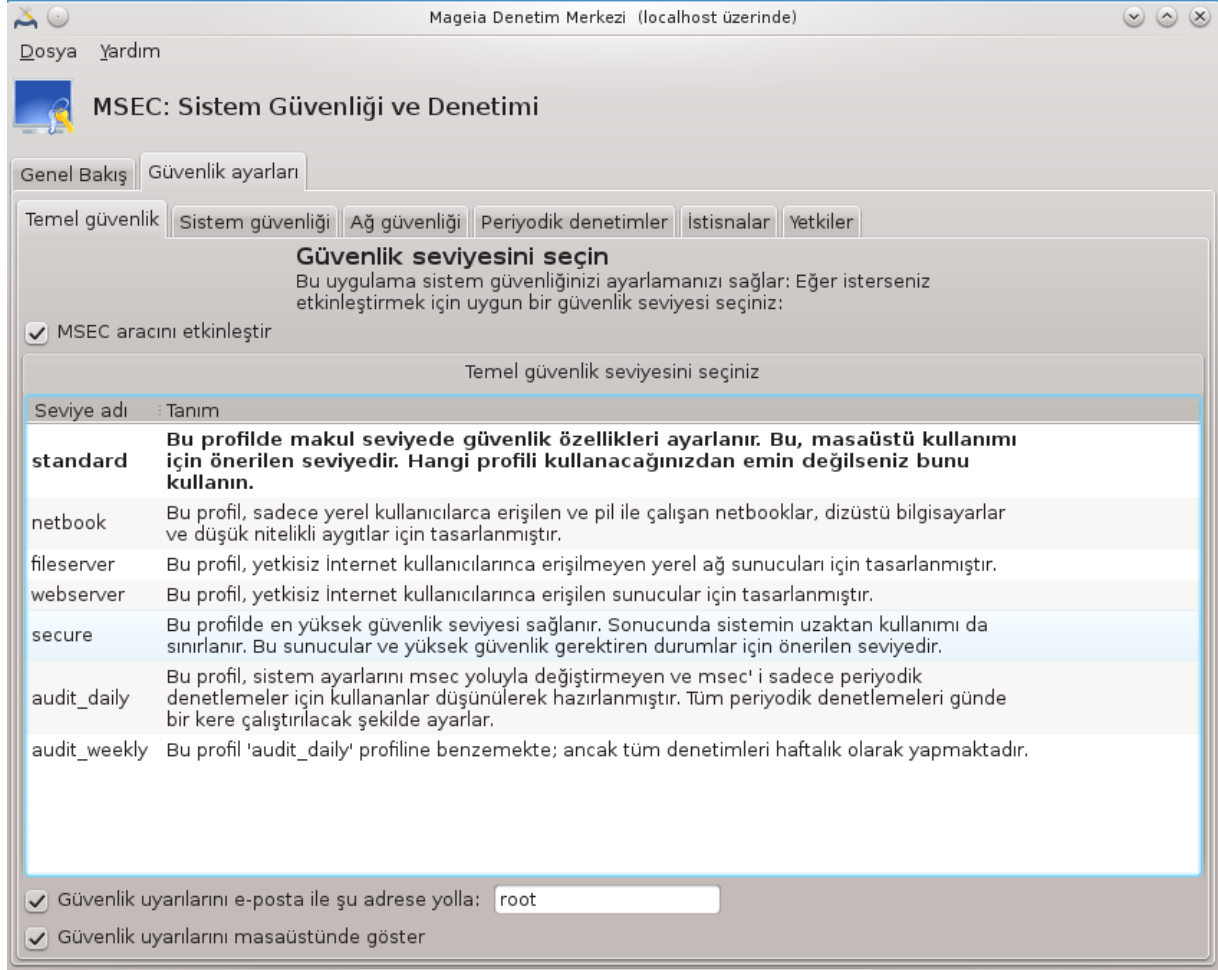 Mageia Denetim Merkezi (localhost üzerinde)
Dosya Yardım
MSEC: Sistem Güvenliği ve Denetimi
Genel Bakış Güvenlik ayarları
Temel güvenlik Sistem güvenliği Ağ güvenliği Periyodik denetimler İstisnalar Yetkiler
Güvenlik seviyesini seçin
Bu uygulama sistem güvenliğinizi ayarlamanızı sağlar: Eğer isterseniz
etkinleştirmek için uygun bir güvenlik seviyesi seçiniz:
MSEC aracını etkinleştir
Temel güvenlik seviyesini seçiniz
Seviye adı Tanım
standard
Bu profilde makul seviyede güvenlik özellikleri ayarlanır. Bu, masaüstü kullanımı
için önerilen seviyedir. Hangi profili kullanacağınızdan emin değilseniz bunu
kullanın.
netbook
Bu profil, sadece yerel kullanıcılarca erişilen ve pil ile çalışan netbooklar, dizüstü bilgisayarlar
ve düşük nitelikli aygıtlar için tasarlanmıştır.
fileserver Bu profil, yetkisiz İnternet kullanıcılarınca erişilmeyen yerel ağ sunucuları için tasarlanmıştır.
webserver Bu profil, yetkisiz İnternet kullanıcılarınca erişilen sunucular için tasarlanmıştır.
secure
Bu profilde en yüksek güvenlik seviyesi sağlanır. Sonucunda sistemin uzaktan kullanımı da
sınırlanır. Bu sunucular ve yüksek güvenlik gerektiren durumlar için önerilen seviyedir.
audit_daily
Bu profil, sistem ayarlarını msec yoluyla değiştirmeyen ve msec' i sadece periyodik
denetlemeler için kullananlar düşünülerek hazırlanmıştır. Tüm periyodik denetlemeleri günde
bir kere çalıştırılacak şekilde ayarlar.
audit_weekly Bu profil 'audit_daily' profiline benzemekte; ancak tüm denetimleri haftalık olarak yapmaktadır.
Güvenlik uyarılarını e-posta ile şu adrese yolla: root
Güvenlik uyarılarını masaüstünde göster